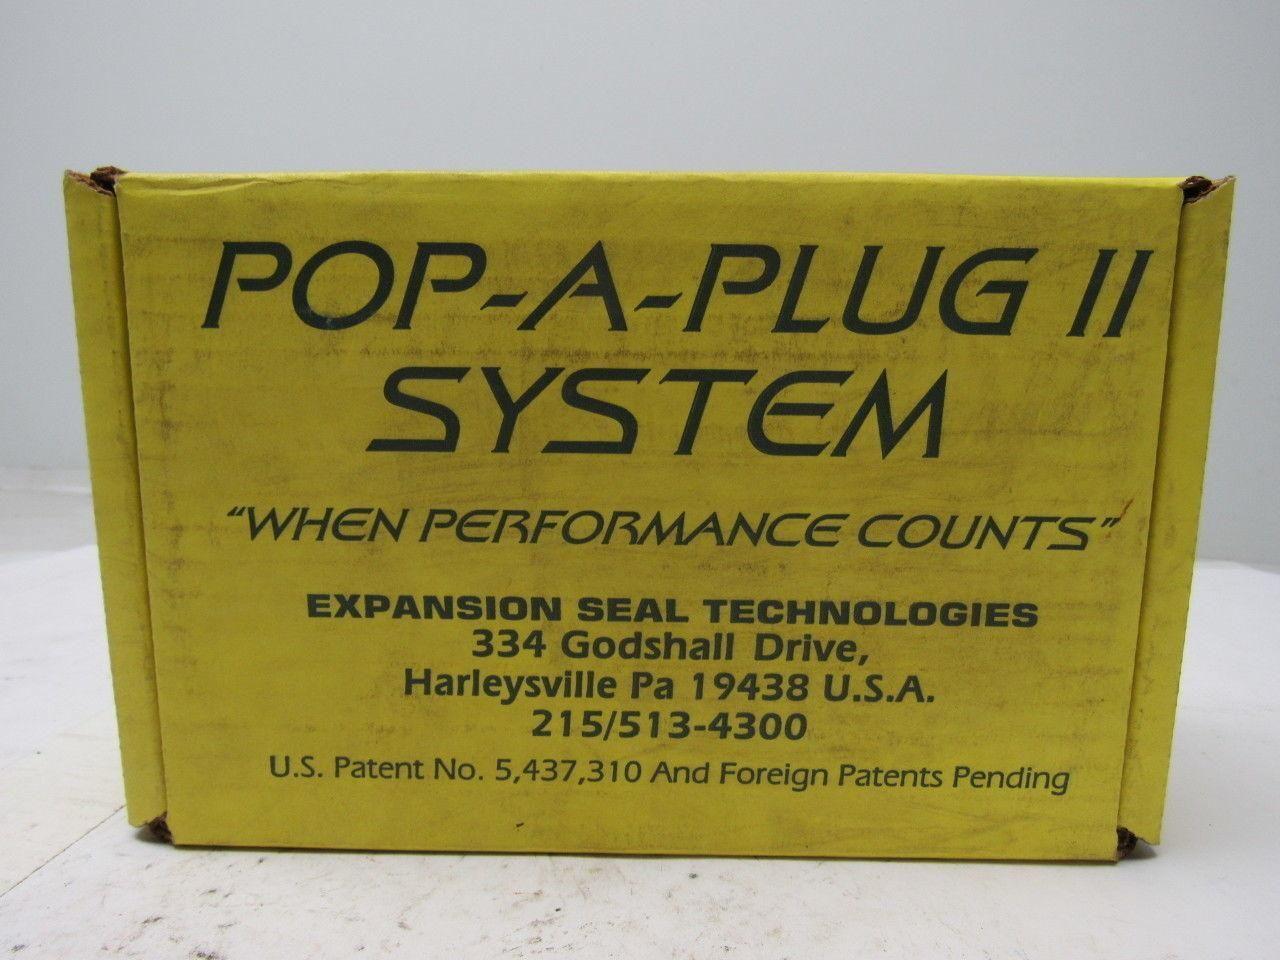 POP-A-PLUG II
SYSTEM
"WHEN PERFORMANCE COUNTS"
EXPANSION SEAL TECHNOLOGIES
334 Godshall Drive,
Harleysville Pa 19438 U.S.A.
215/513-4300
U.S. Patent No. 5,437,310 And Foreign Patents Pending